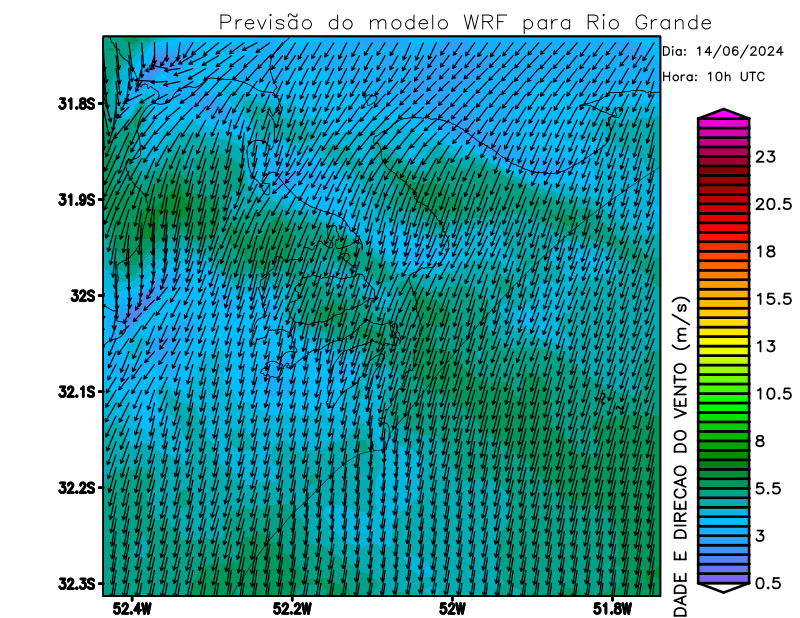 Previsão do modelo WRF para Rio Grande
Dia: 14/06/2024
Hora: 10h UTC
31.8S
31.9S
32S
32.1S
32.2S
32.3S
52.4W
52.2W
52W
51.8W
23
20.5
18
15.5
13
10.5
8
5.5
3
0.5
DADE E DIRECAO DO VENTO (m/s)